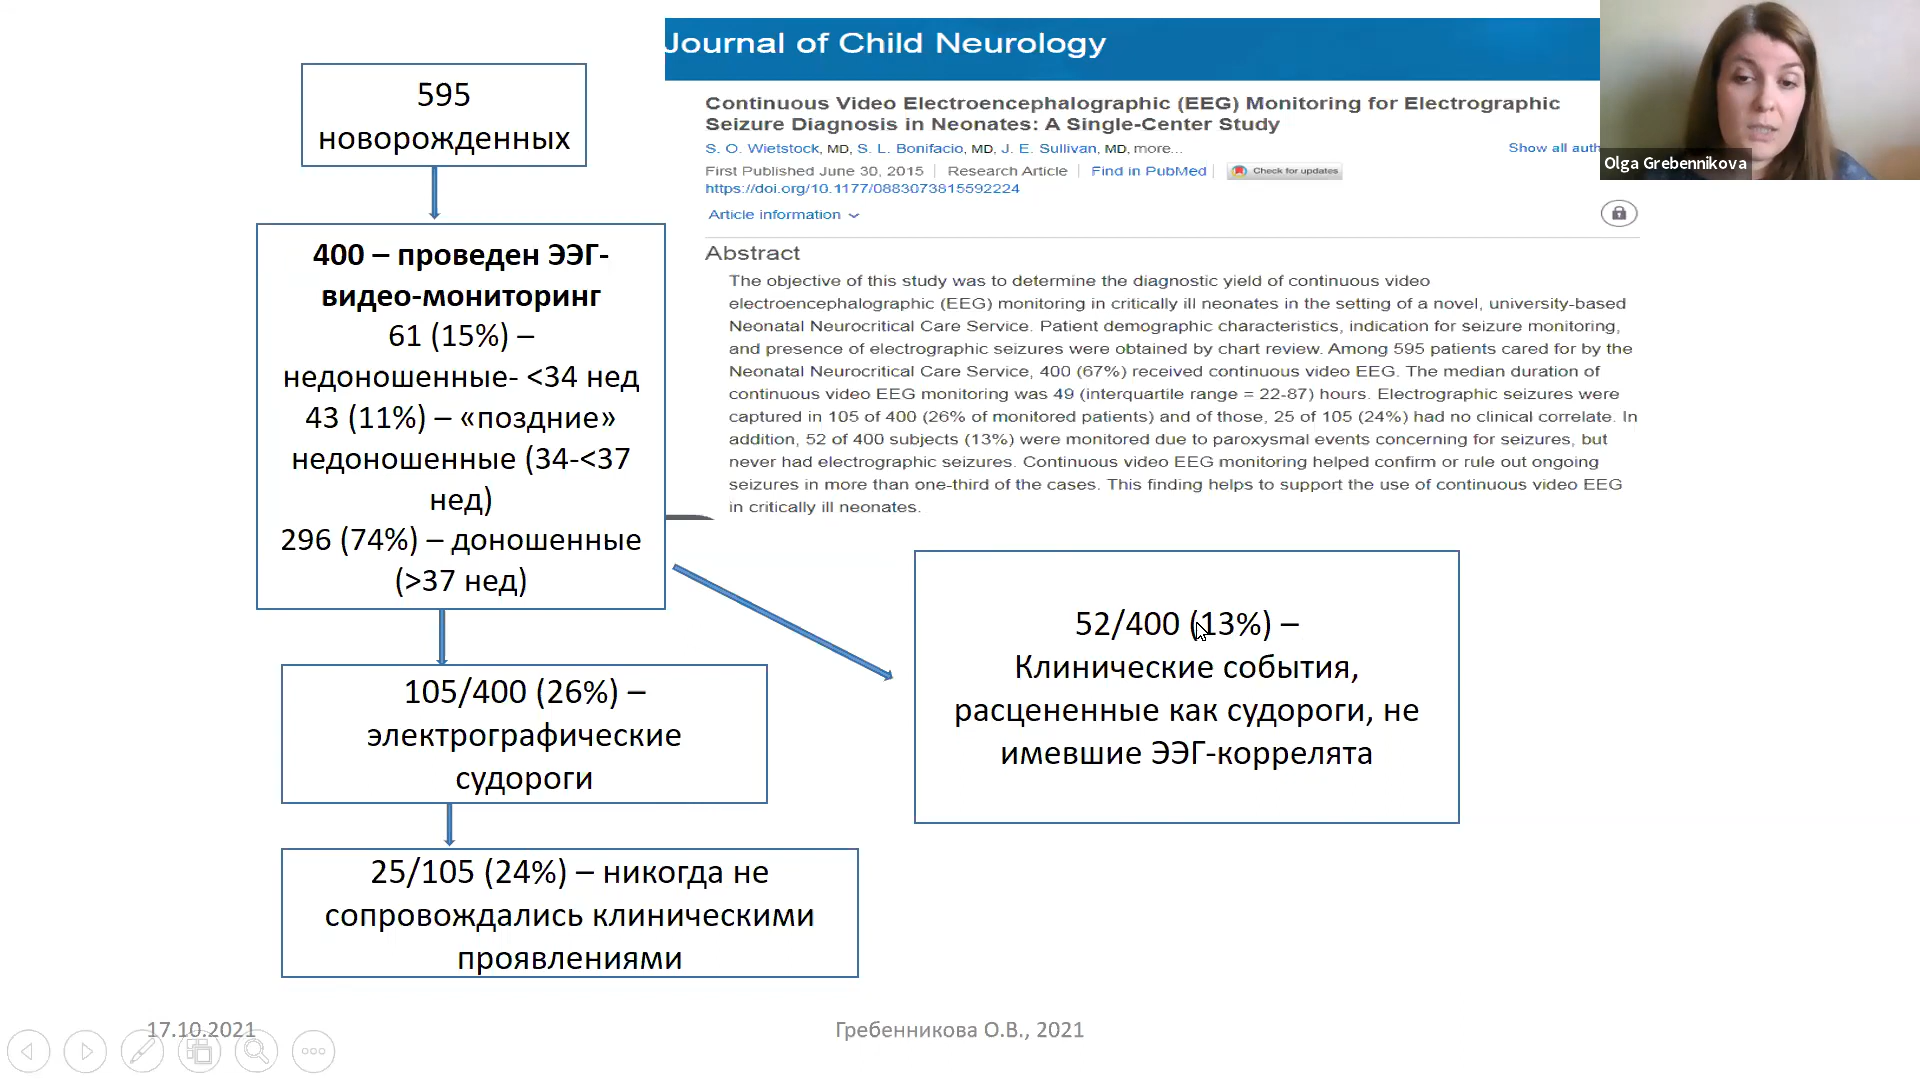 595
новорожденных
400 – проведен ЭЭГ-
видео-мониторинг
61 (15%) –
недоношенные- <34 нед
43 (11%) – «поздние»
недоношенные (34-<37
нед)
296 (74%) – доношенные
(>37 нед)
105/400 (26%) –
электрографические
судороги
25/105 (24%) – никогда не
сопровождались клиническими
проявлениями
Journal of Child Neurology
Continuous Video Electroencephalographic (EEG) Monitoring for Electrographic
Seizure Diagnosis in Neonates: A Single-Center Study
S. O. Wietstock, MD, S. L. Bonifacio, MD, J. E. Sullivan, MD, more...
Show all auth
First Published June 30, 2015 | Research Article | Find in PubMed | Check for updates
https://doi.org/10.1177/0883073815592224
Article information
Abstract
The objective of this study was to determine the diagnostic yield of continuous video
electroencephalographic (EEG) monitoring in critically ill neonates in the setting of a novel, university-based
Neonatal Neurocritical Care Service. Patient demographic characteristics, indication for seizure monitoring,
and presence of electrographic seizures were obtained by chart review. Among 595 patients cared for by the
Neonatal Neurocritical Care Service, 400 (67%) received continuous video EEG. The median duration of
continuous video EEG monitoring was 49 (interquartile range = 22-87) hours. Electrographic seizures were
captured in 105 of 400 (26% of monitored patients) and of those, 25 of 105 (24%) had no clinical correlate. In
addition, 52 of 400 subjects (13%) were monitored due to paroxysmal events concerning for seizures, but
never had electrographic seizures. Continuous video EEG monitoring helped confirm or rule out ongoing
seizures in more than one-third of the cases. This finding helps to support the use of continuous video EEG
in critically ill neonates.
52/400 (13%) –
Клинические события,
расцененные как судороги, не
имевшие ЭЭГ-коррелята
Olga Grebennikova
17.10.2021
Гребенникова О.В., 2021